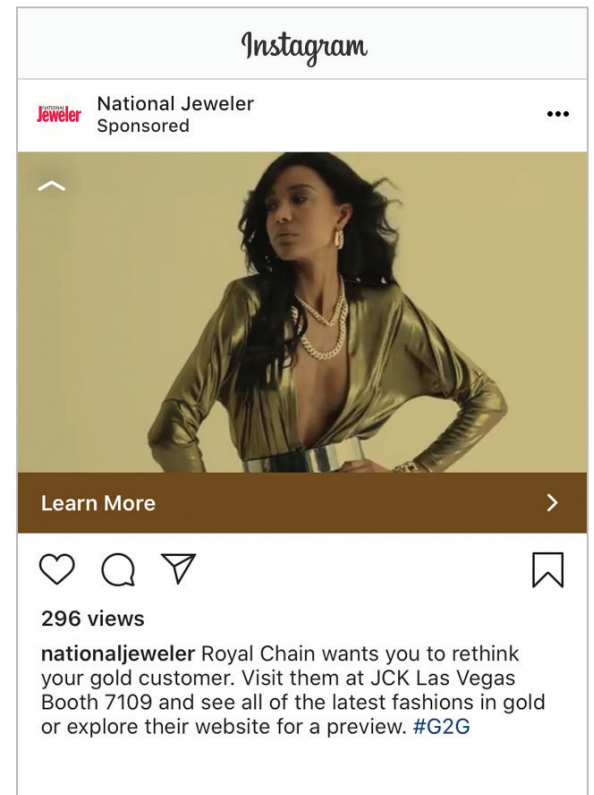 Instagram
NATIONAL
Jeweler
National Jeweler
Sponsored
Learn More
296 views
nationaljeweler Royal Chain wants you to rethink
your gold customer. Visit them at JCK Las Vegas
Booth 7109 and see all of the latest fashions in gold
or explore their website for a preview. #G2G